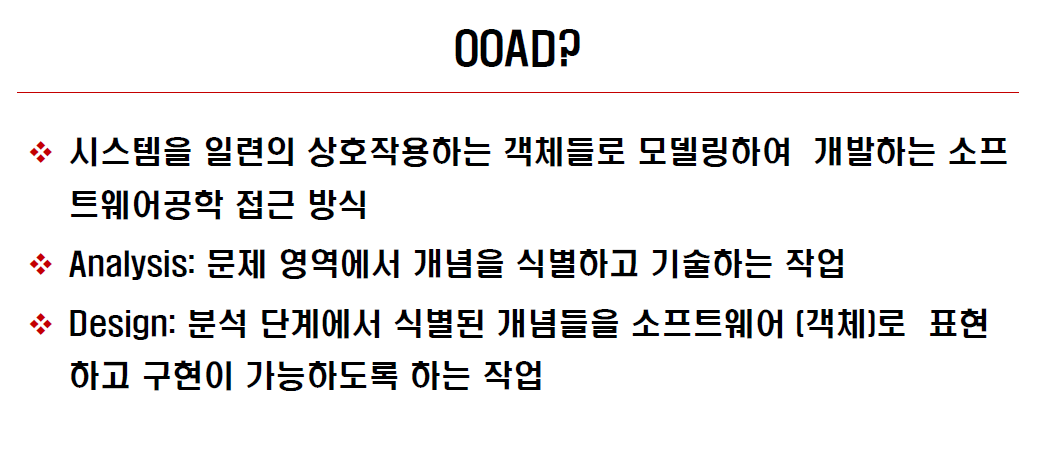 OOAD?
시스템을 일련의 상호작용하는 객체들로 모델링하여 개발하는 소프
트웨어공학 접근 방식
Analysis: 문제 영역에서 개념을 식별하고 기술하는 작업
Design: 분석 단계에서 식별된 개념들을 소프트웨어 (객체)로 표현
하고 구현이 가능하도록 하는 작업